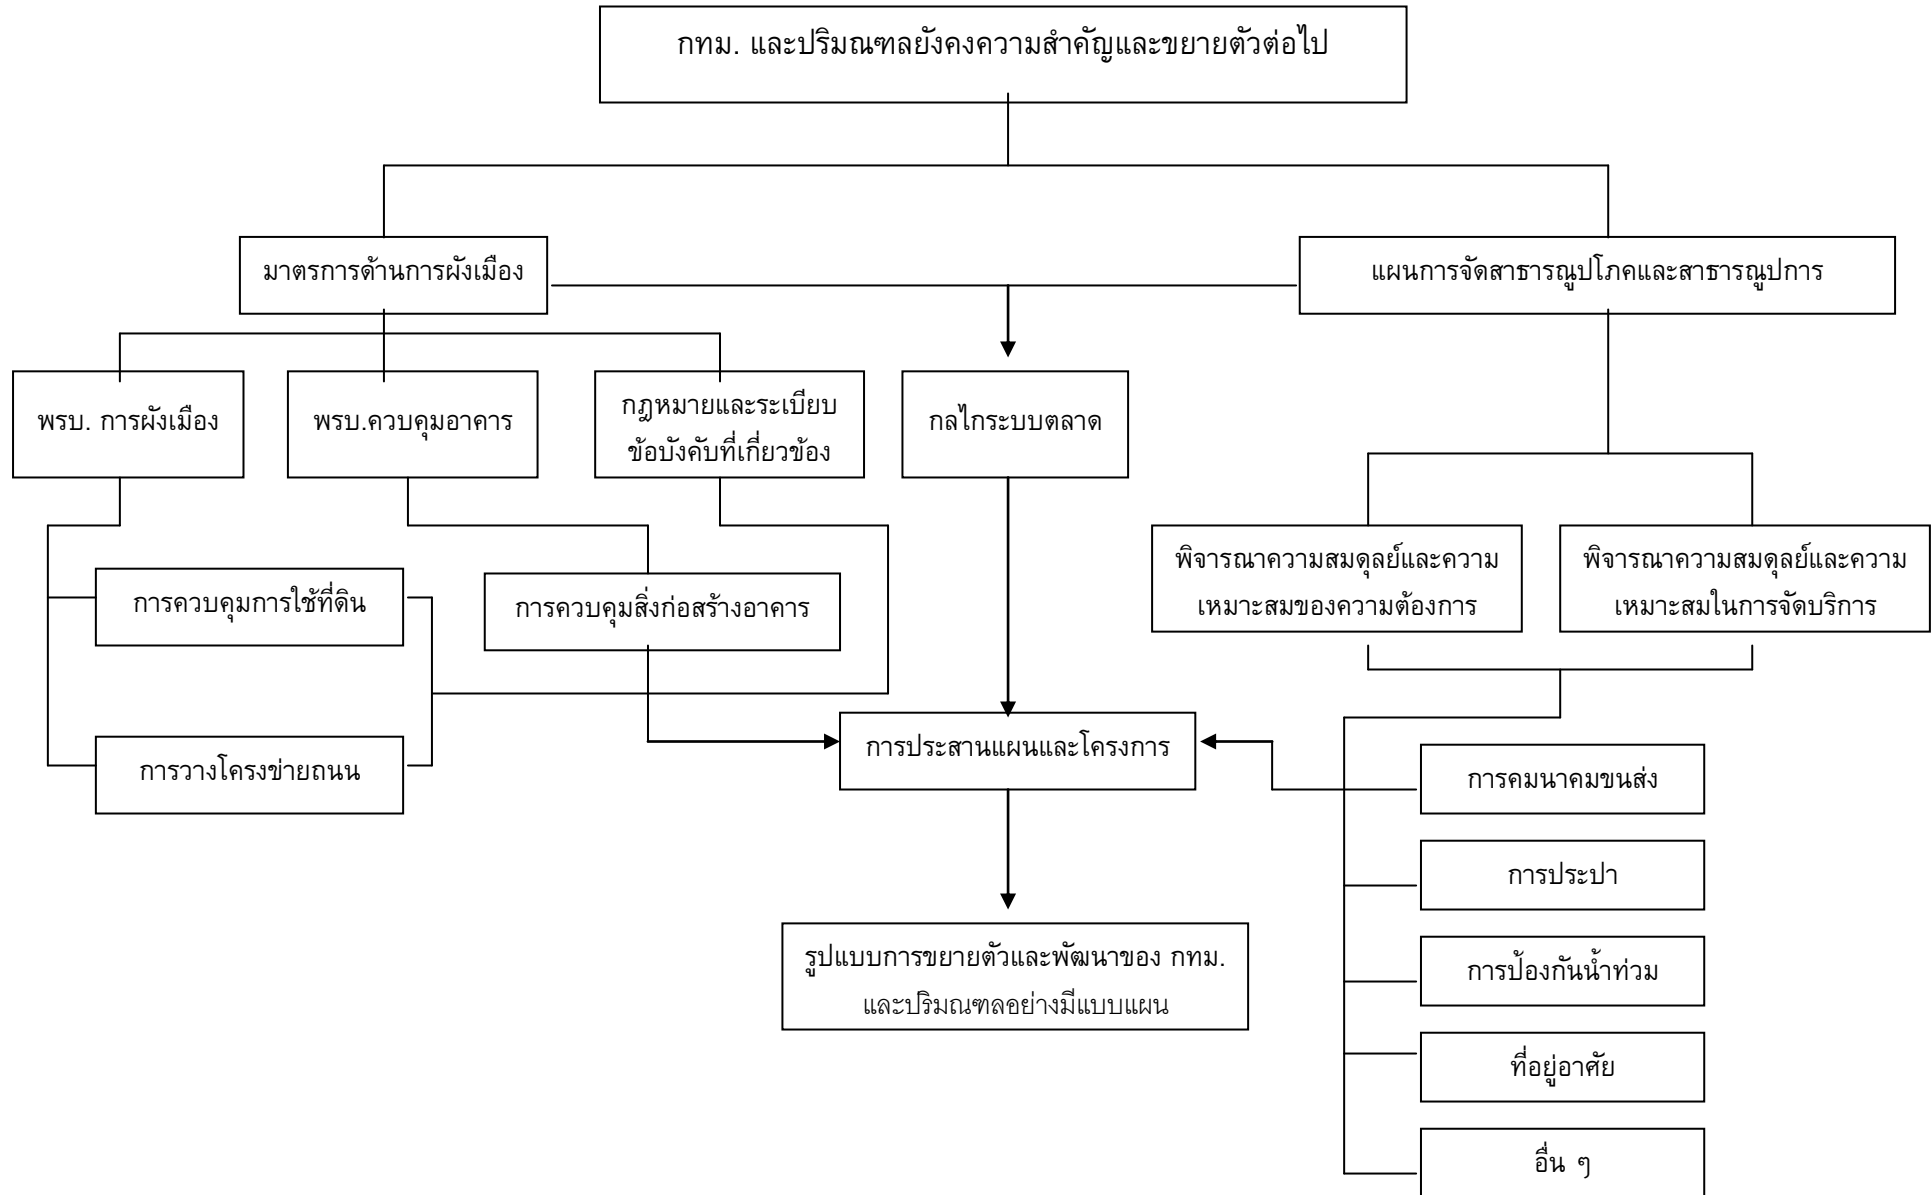 กทม. และปริมณฑลยังคงความสำคัญและขยายตัวต่อไป
มาตรการด้านการผังเมือง
แผนการจัดสาธารณูปโภคและสาธารณูปการ
พรบ. การผังเมือง
พรบ.ควบคุมอาคาร
กฎหมายและระเบียบ
ข้อบังคับที่เกี่ยวข้อง
กลไกระบบตลาด
พิจารณาความสมดุลย์และความ
เหมาะสมของความต้องการ
พิจารณาความสมดุลย์และความ
เหมาะสมในการจัดบริการ
การควบคุมการใช้ที่ดิน
การควบคุมสิ่งก่อสร้างอาคาร
การวางโครงข่ายถนน
การประสานแผนและโครงการ
การคมนาคมขนส่ง
การประปา
การป้องกันน้ำท่วม
ที่อยู่อาศัย
อื่น ๆ
รูปแบบการขยายตัวและพัฒนาของ กทม.
และปริมณฑลอย่างมีแบบแผน